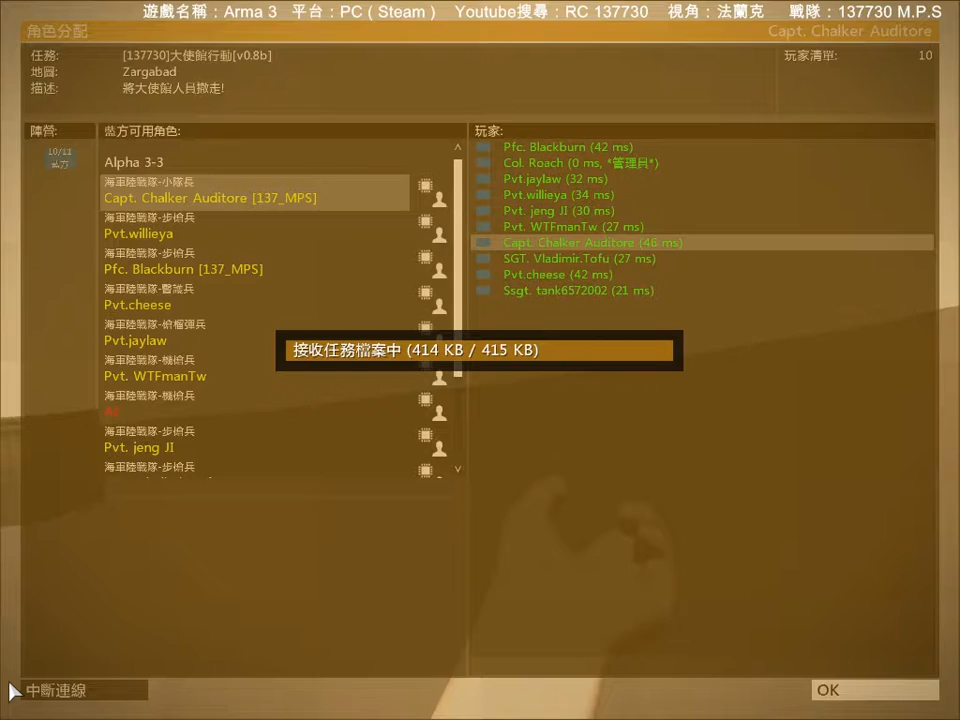 遊戲名稱：Arma 3 平台：PC ( Steam ) Youtube搜尋：RC 137730 視角：法蘭克 戰隊：137730 M.P.S
角色分配
Capt. Chalker Auditore
任務:
[137730]大使館行動[v0.8b]
地圖:
Zargabad
描述:
將大使館人員撤走!
玩家清單:
10
陣營:
10/11
藍方
藍方可用角色:
Alpha 3-3
海軍陸戰隊-小隊長
Capt. Chalker Auditore [137_MPS]
海軍陸戰隊-步槍兵
Pvt.willieya
海軍陸戰隊-步槍兵
Pfc. Blackburn [137_MPS]
海軍陸戰隊-醫護兵
Pvt.cheese
海軍陸戰隊-榴彈兵
Pvt.jaylaw
海軍陸戰隊-機槍兵
Pvt. WTFmanTw
海軍陸戰隊-機槍兵
AI
海軍陸戰隊-步槍兵
Pvt. jeng JI
海軍陸戰隊-步槍兵
玩家:
Pfc. Blackburn (42 ms)
Col. Roach (0 ms, *管理員*)
Pvt.jaylaw (32 ms)
Pvt.willieya (34 ms)
Pvt. jeng JI (30 ms)
Pvt. WTFmanTw (27 ms)
Capt. Chalker Auditore (46 ms)
SGT. Vladimir.Tofu (27 ms)
Pvt.cheese (42 ms)
Ssgt. tank6572002 (21 ms)
接收任務檔案中 (414 KB / 415 KB)
中斷連線
OK